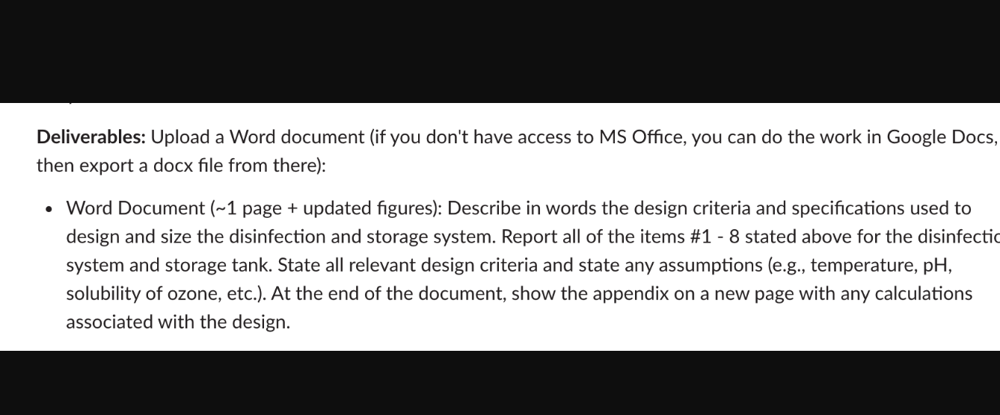 Deliverables: Upload a Word document (if you don't have access to MS Office, you can do the work in Google Docs,
then export a docx file from there):
• Word Document (~1 page + updated figures): Describe in words the design criteria and specifications used to
design and size the disinfection and storage system. Report all of the items #1 - 8 stated above for the
system and storage tank. State all relevant design criteria and state any assumptions (e.g., temperature, pH,
solubility of ozone, etc.). At the end of the document, show the appendix on a new page with any calculations
associated with the design.